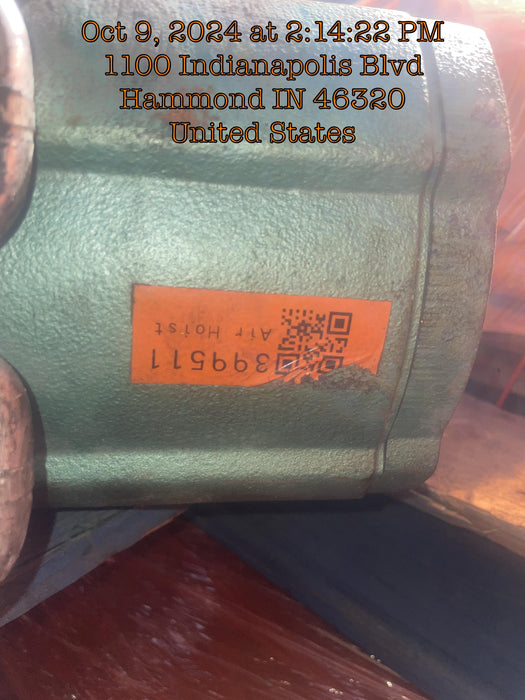 Oct 9, 2024 at 2:14:22 PM
1100 Indianapolis Blvd
Hammond IN 46320
United States
399511
Air Hoist